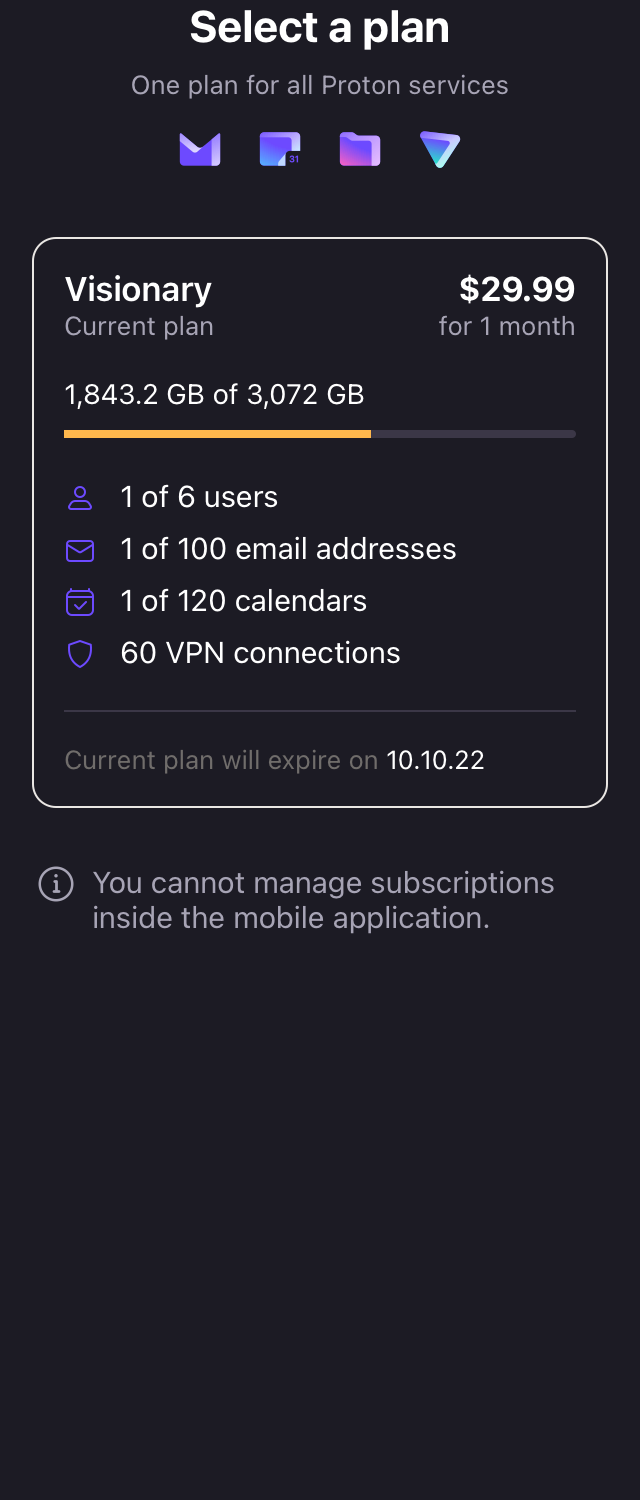 Select a plan
One plan for all Proton services
31
Visionary
$29.99
Current plan
for 1 month
1,843.2 GB of 3,072 GB
1 of 6 users
1 of 100 email addresses
1 of 120 calendars
60 VPN connections
Current plan will expire on 10.10.22
You cannot manage subscriptions
inside the mobile application.